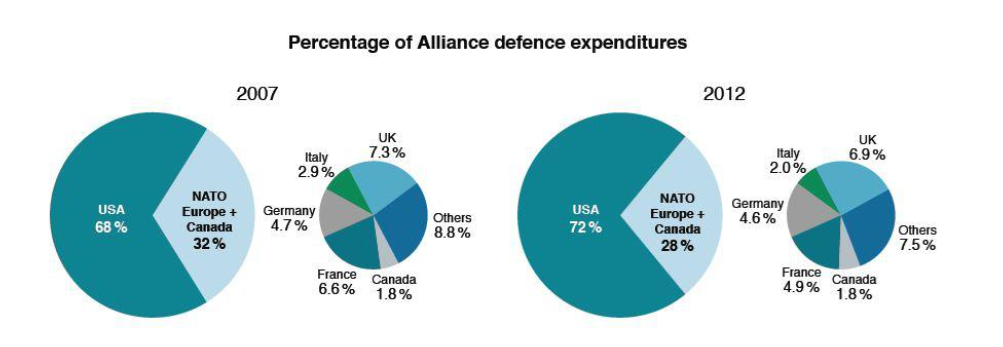 Percentage of Alliance defence expenditures
2007
USA
68 %
NATO
Europe +
Canada
32 %
UK
7.3 %
Italy
2.9 %
Germany
4.7 %
Others
8.8 %
France
6.6 %
Canada
1.8 %
2012
USA
72 %
NATO
Europe +
Canada
28 %
UK
6.9 %
Italy
2.0 %
Germany
4.6 %
Others
7.5 %
France
4.9 %
Canada
1.8 %